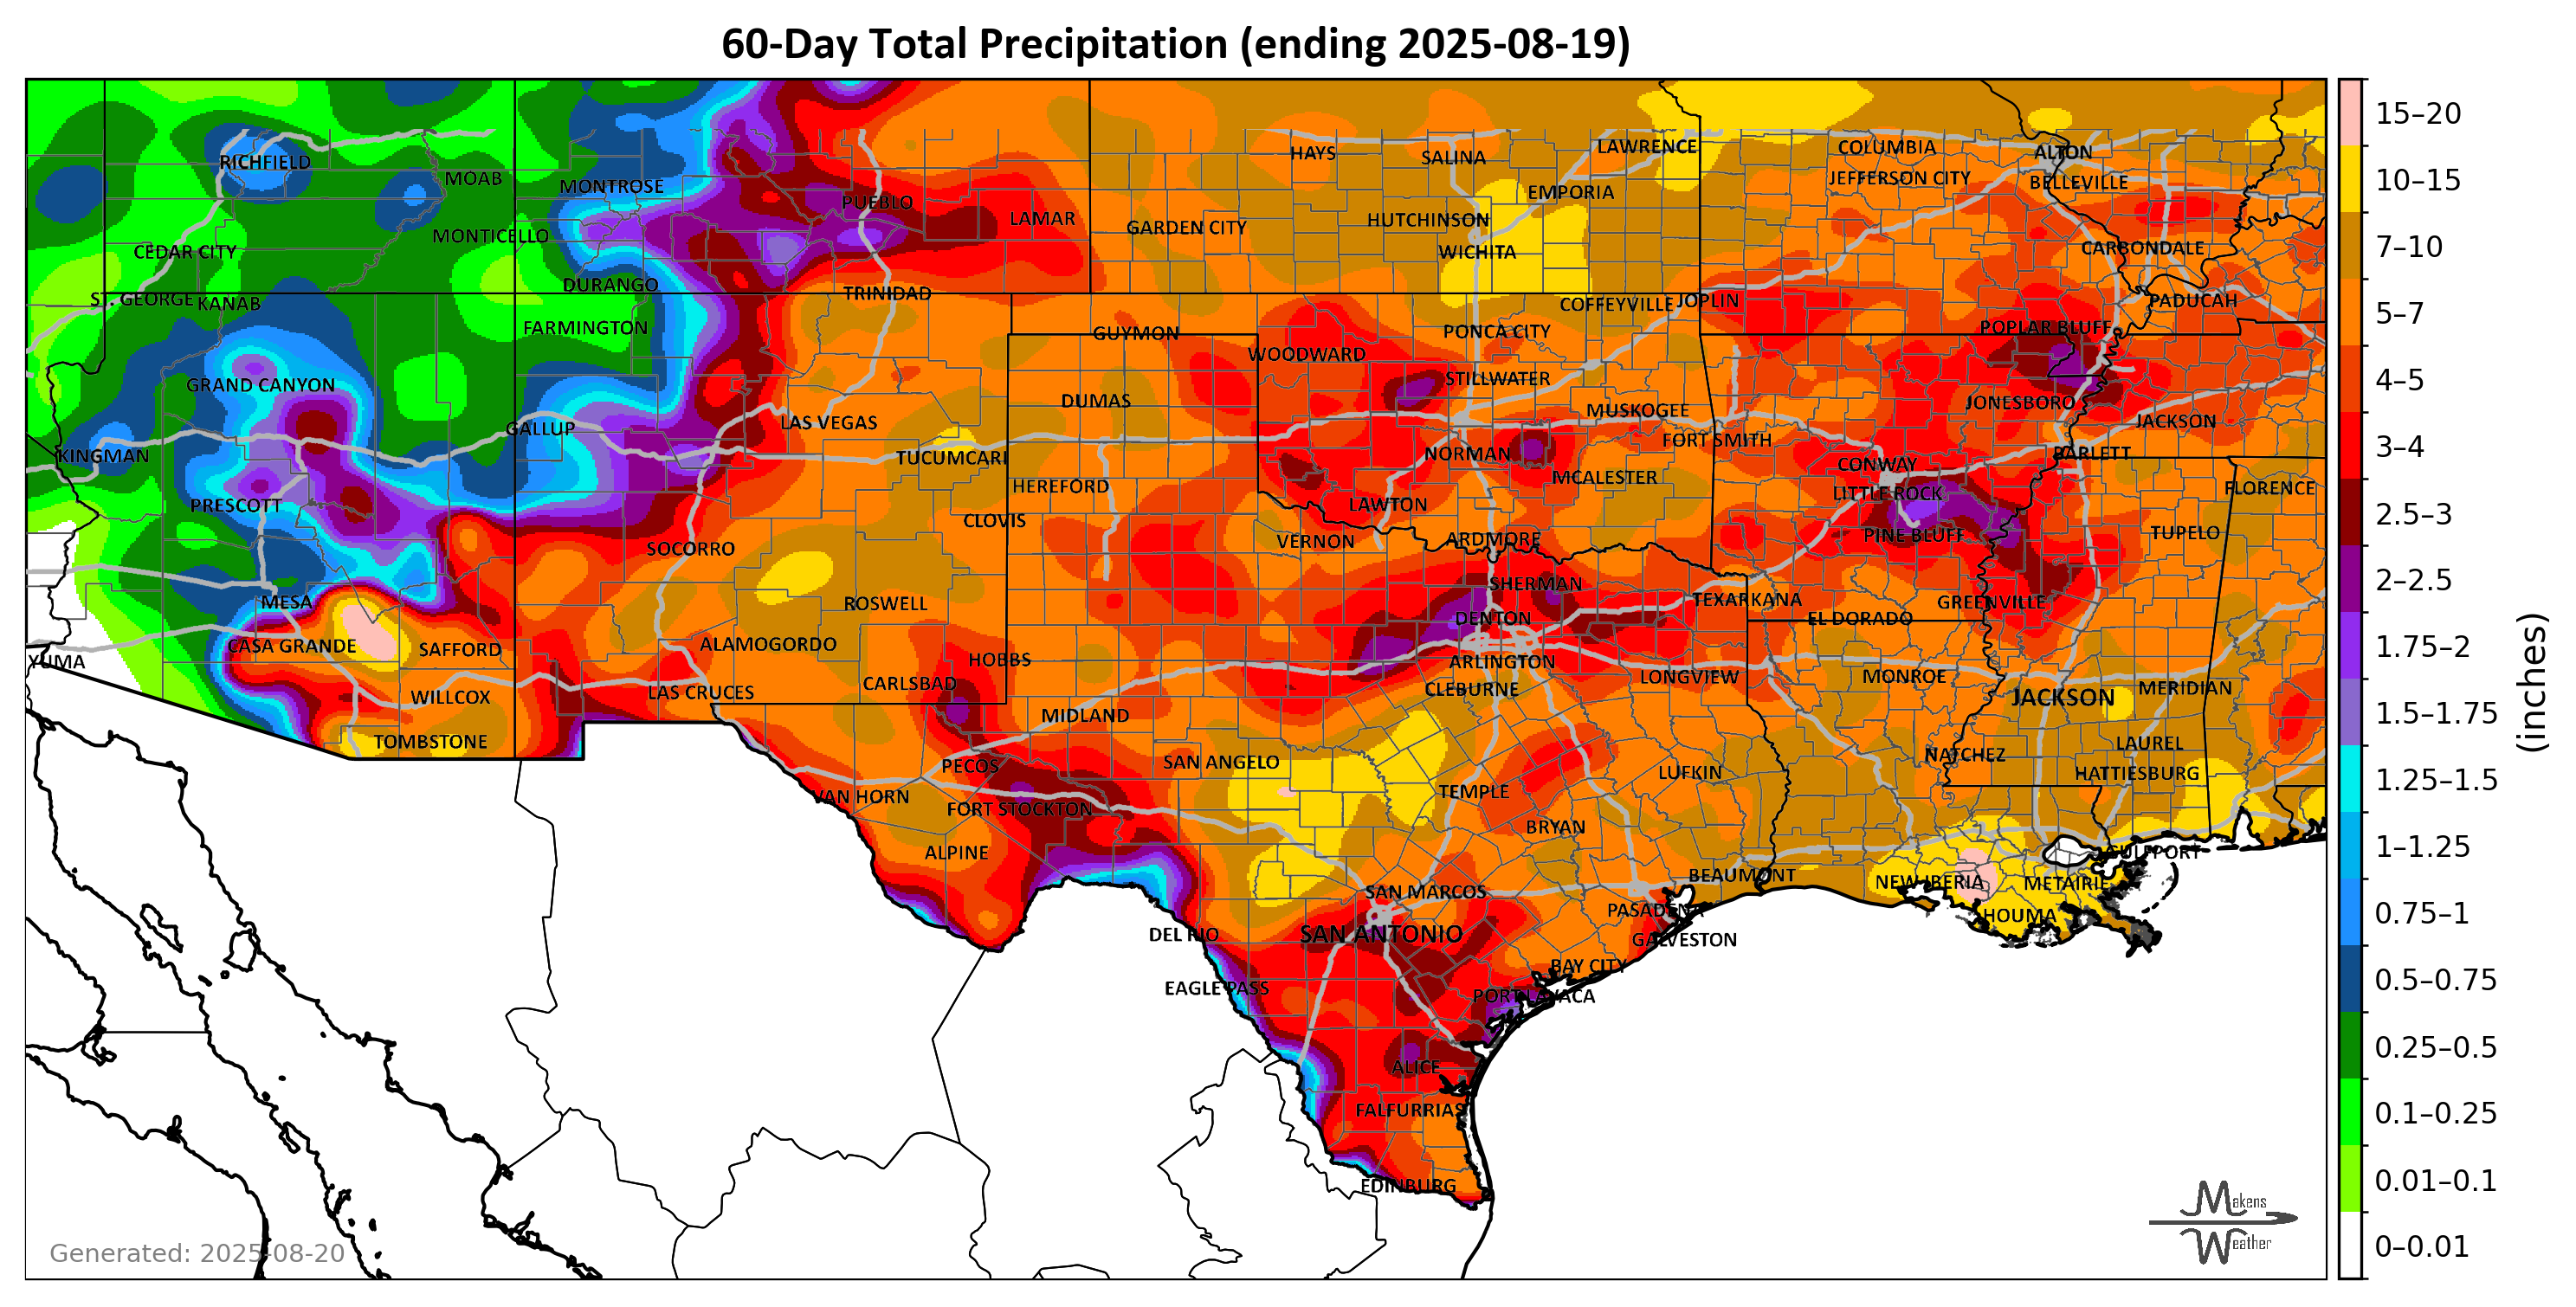 60-Day Total Precipitation (ending 2025-08-19)
HAYS
SALINA
LAWRENCE
COLUMBIA
ALTON
RICHFIELD
MOAB
MONTROSE
EMPORIA
JEFFERSON CITY
BELLEVILLE
PUEBLO
LAMAR
GARDEN CITY
HUTCHINSON
MONTICELLO
CEDAR CITY
WICHITA
CARBONDALE
DURANGO
TRINIDAD
ST. GEORGE
KANAB
COFFEYVILLE
JOPLIN
PADUCAH
FARMINGTON
GUYMON
PONCA CITY
POPLAR BLUFF
WOODWARD
GRAND CANYON
STILLWATER
DUMAS
MUSKOGEE
JONESBORO
JACKSON
GALLUP
LAS VEGAS
FORT SMITH
KINGMAN
TUCUMCARI
NORMAN
BARLETT
CONWAY
MCALESTER
HEREFORD
LITTLE ROCK
FLORENCE
PRESCOTT
LAWTON
CLOVIS
PINE BLUFF
TUPELO
SOCORRO
VERNON
ARDMORE
SHERMAN
MESA
ROSWELL
TEXARKANA
GREENVILLE
DENTON
EL DORADO
CASA GRANDE
SAFFORD
ALAMOGORDO
YUMA
HOBBS
ARLINGTON
LONGVIEW
MONROE
CARLSBAD
LAS CRUCES
WILLCOX
CLEBURNE
JACKSON
MERIDIAN
MIDLAND
TOMBSTONE
LAUREL
NATCHEZ
PECOS
SAN ANGELO
LUFKIN
HATTIESBURG
VAN HORN
FORT STOCKTON
TEMPLE
BRYAN
ALPINE
GULFPORT
SAN MARCOS
BEAUMONT
NEW IBERIA
METAIRIE
PASADENA
HOUMA
DEL RIO
SAN ANTONIO
GALVESTON
BAY CITY
EAGLE PASS
PORT LAVACA
ALICE
FALFURRIAS
EDINBURG
15–20
10–15
7–10
5–7
4–5
3–4
2.5–3
2–2.5
1.75–2
1.5–1.75
1.25–1.5
1–1.25
0.75–1
0.5–0.75
0.25–0.5
0.1–0.25
0.01–0.1
0–0.01
(inches)
Generated: 2025-08-20
Makens
Weather